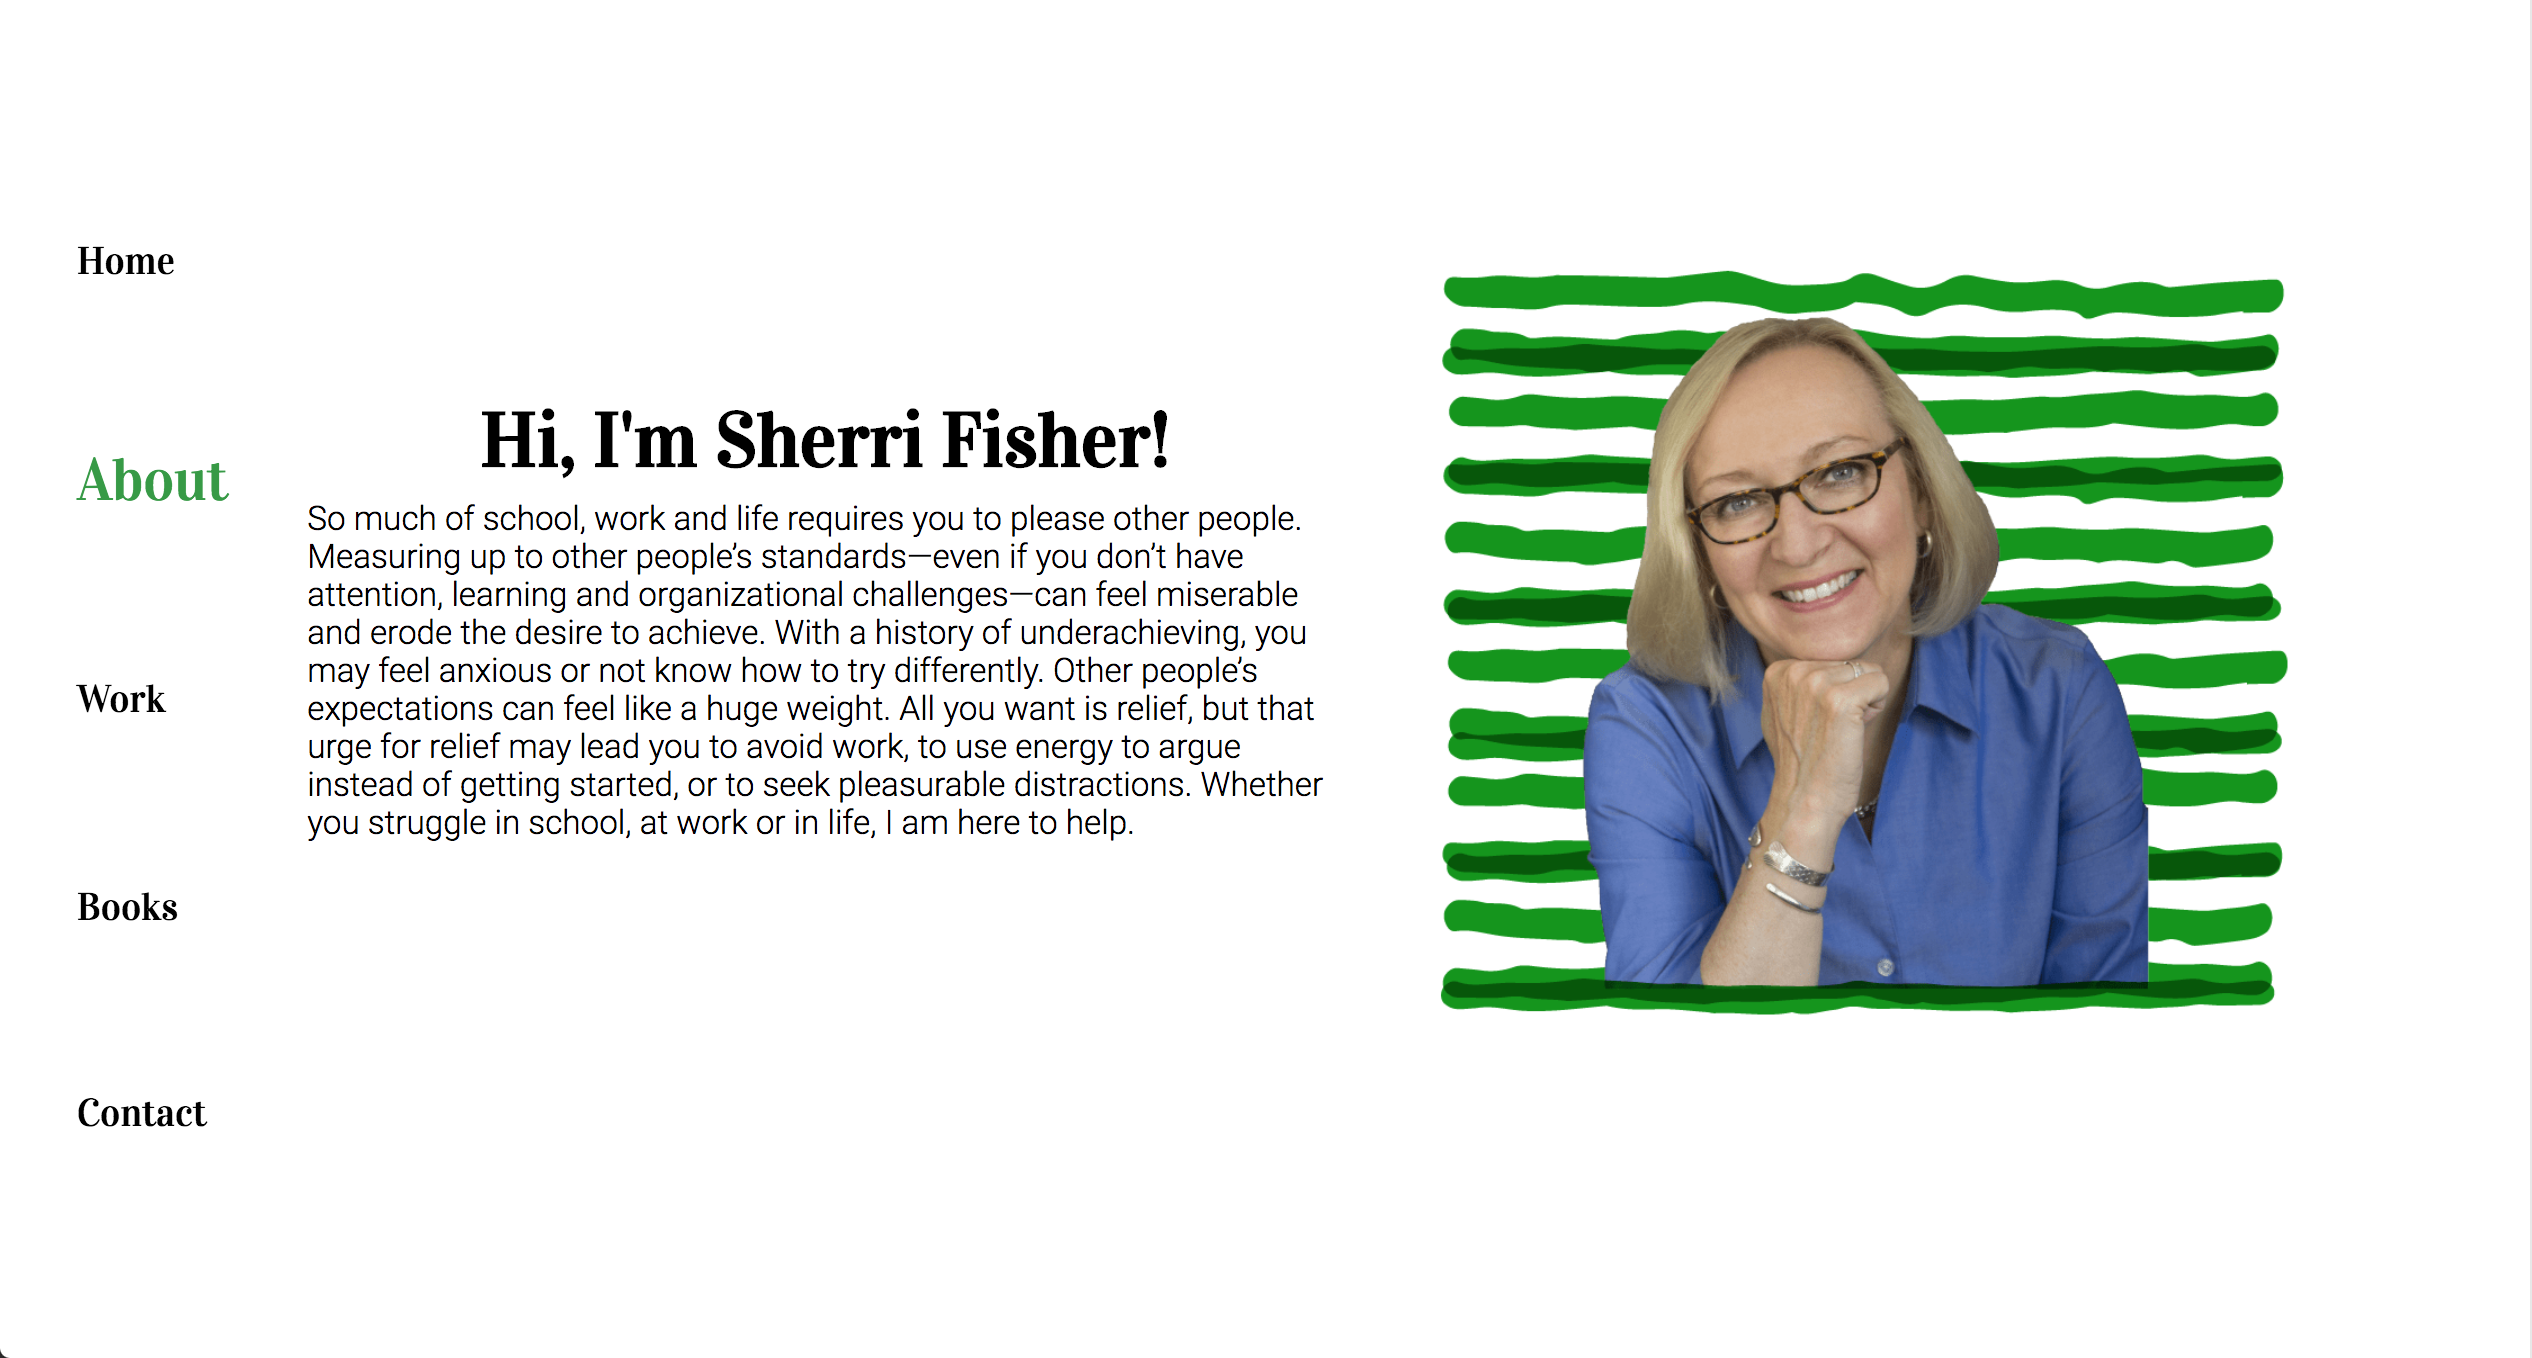 Home
About
Work
Books
Contact
Hi, I'm Sherri Fisher!
So much of school, work and life requires you to please other people.
Measuring up to other people’s standards—even if you don’t have
attention, learning and organizational challenges—can feel miserable
and erode the desire to achieve. With a history of underachieving, you
may feel anxious or not know how to try differently. Other people’s
expectations can feel like a huge weight. All you want is relief, but that
urge for relief may lead you to avoid work, to use energy to argue
instead of getting started, or to seek pleasurable distractions. Whether
you struggle in school, at work or in life, I am here to help.